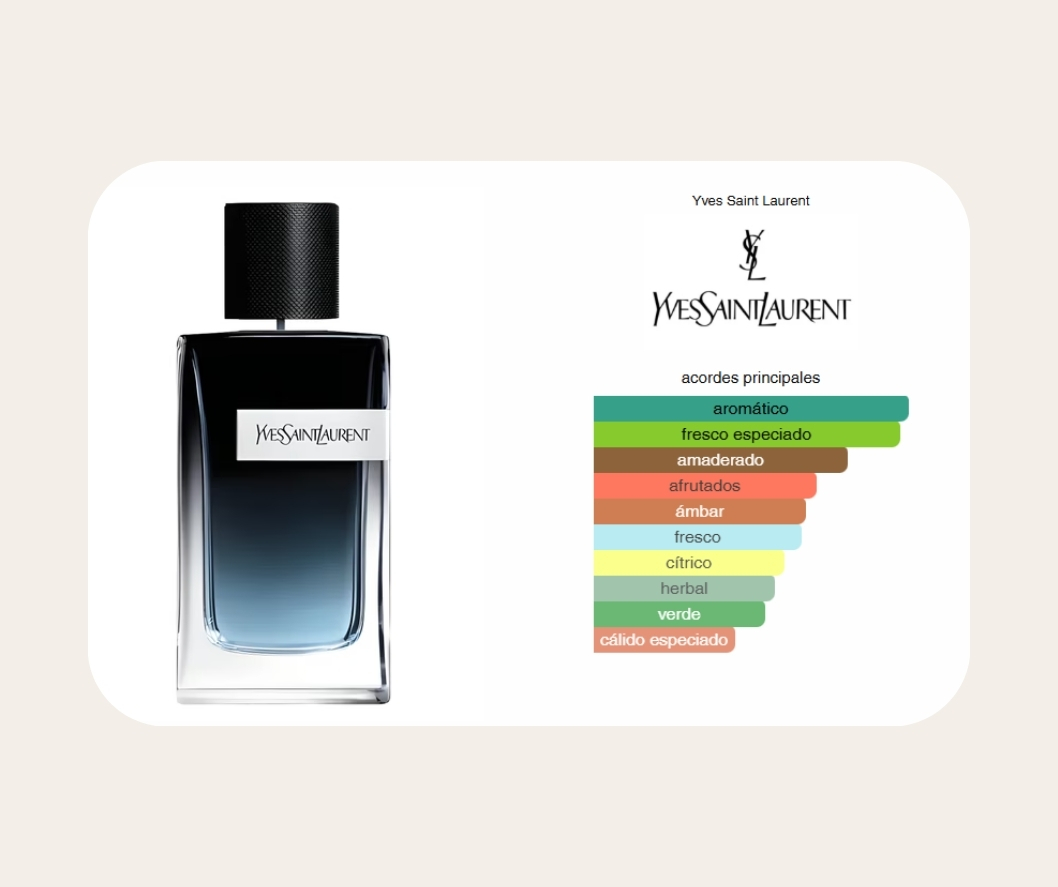 YVESSAINTLAURENT
Yves Saint Laurent
YSL
YVESSAINTLAURENT
acordes principales
aromático
fresco especiado
amaderado
afrutados
ámbar
fresco
cítrico
herbal
verde
cálido especiado